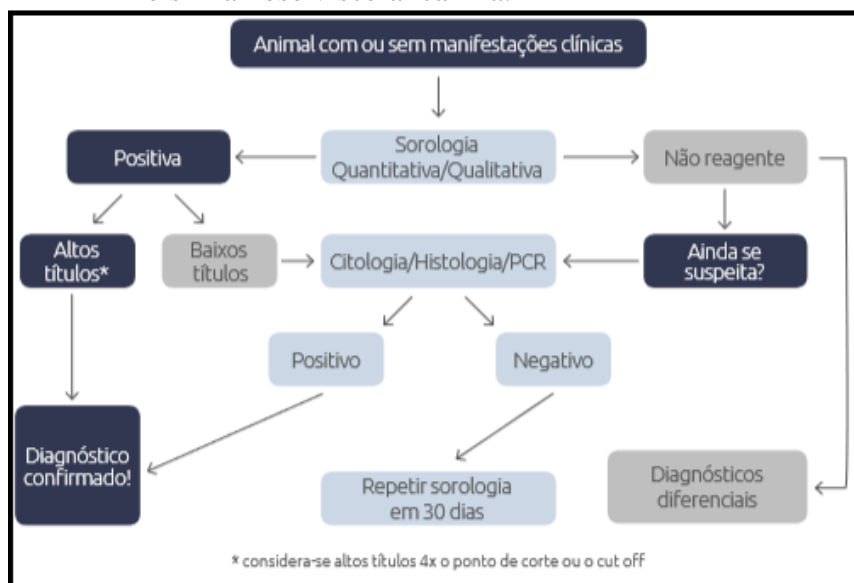 Animal com ou sem manifestações clínicas
Positiva
Sorologia
Quantitativa/Qualitativa
Não reagente
Altos
títulos*
Baixos
títulos
Citologia/Histologia/PCR
Ainda se
suspeita?
Positivo
Negativo
Diagnóstico
confirmado!
Repetir sorologia
em 30 dias
Diagnósticos
diferenciais
* considera-se altos títulos 4x o ponto de corte ou o cut off